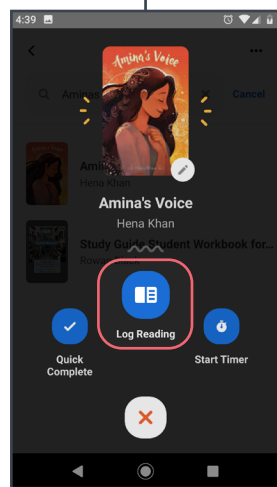 4:39
Amina's Voice
Cancel
Hena Khan
Amina's Voice
Hena Khan
Study Guide Student Workbook for...
Log Reading
Quick
Complete
Start Timer